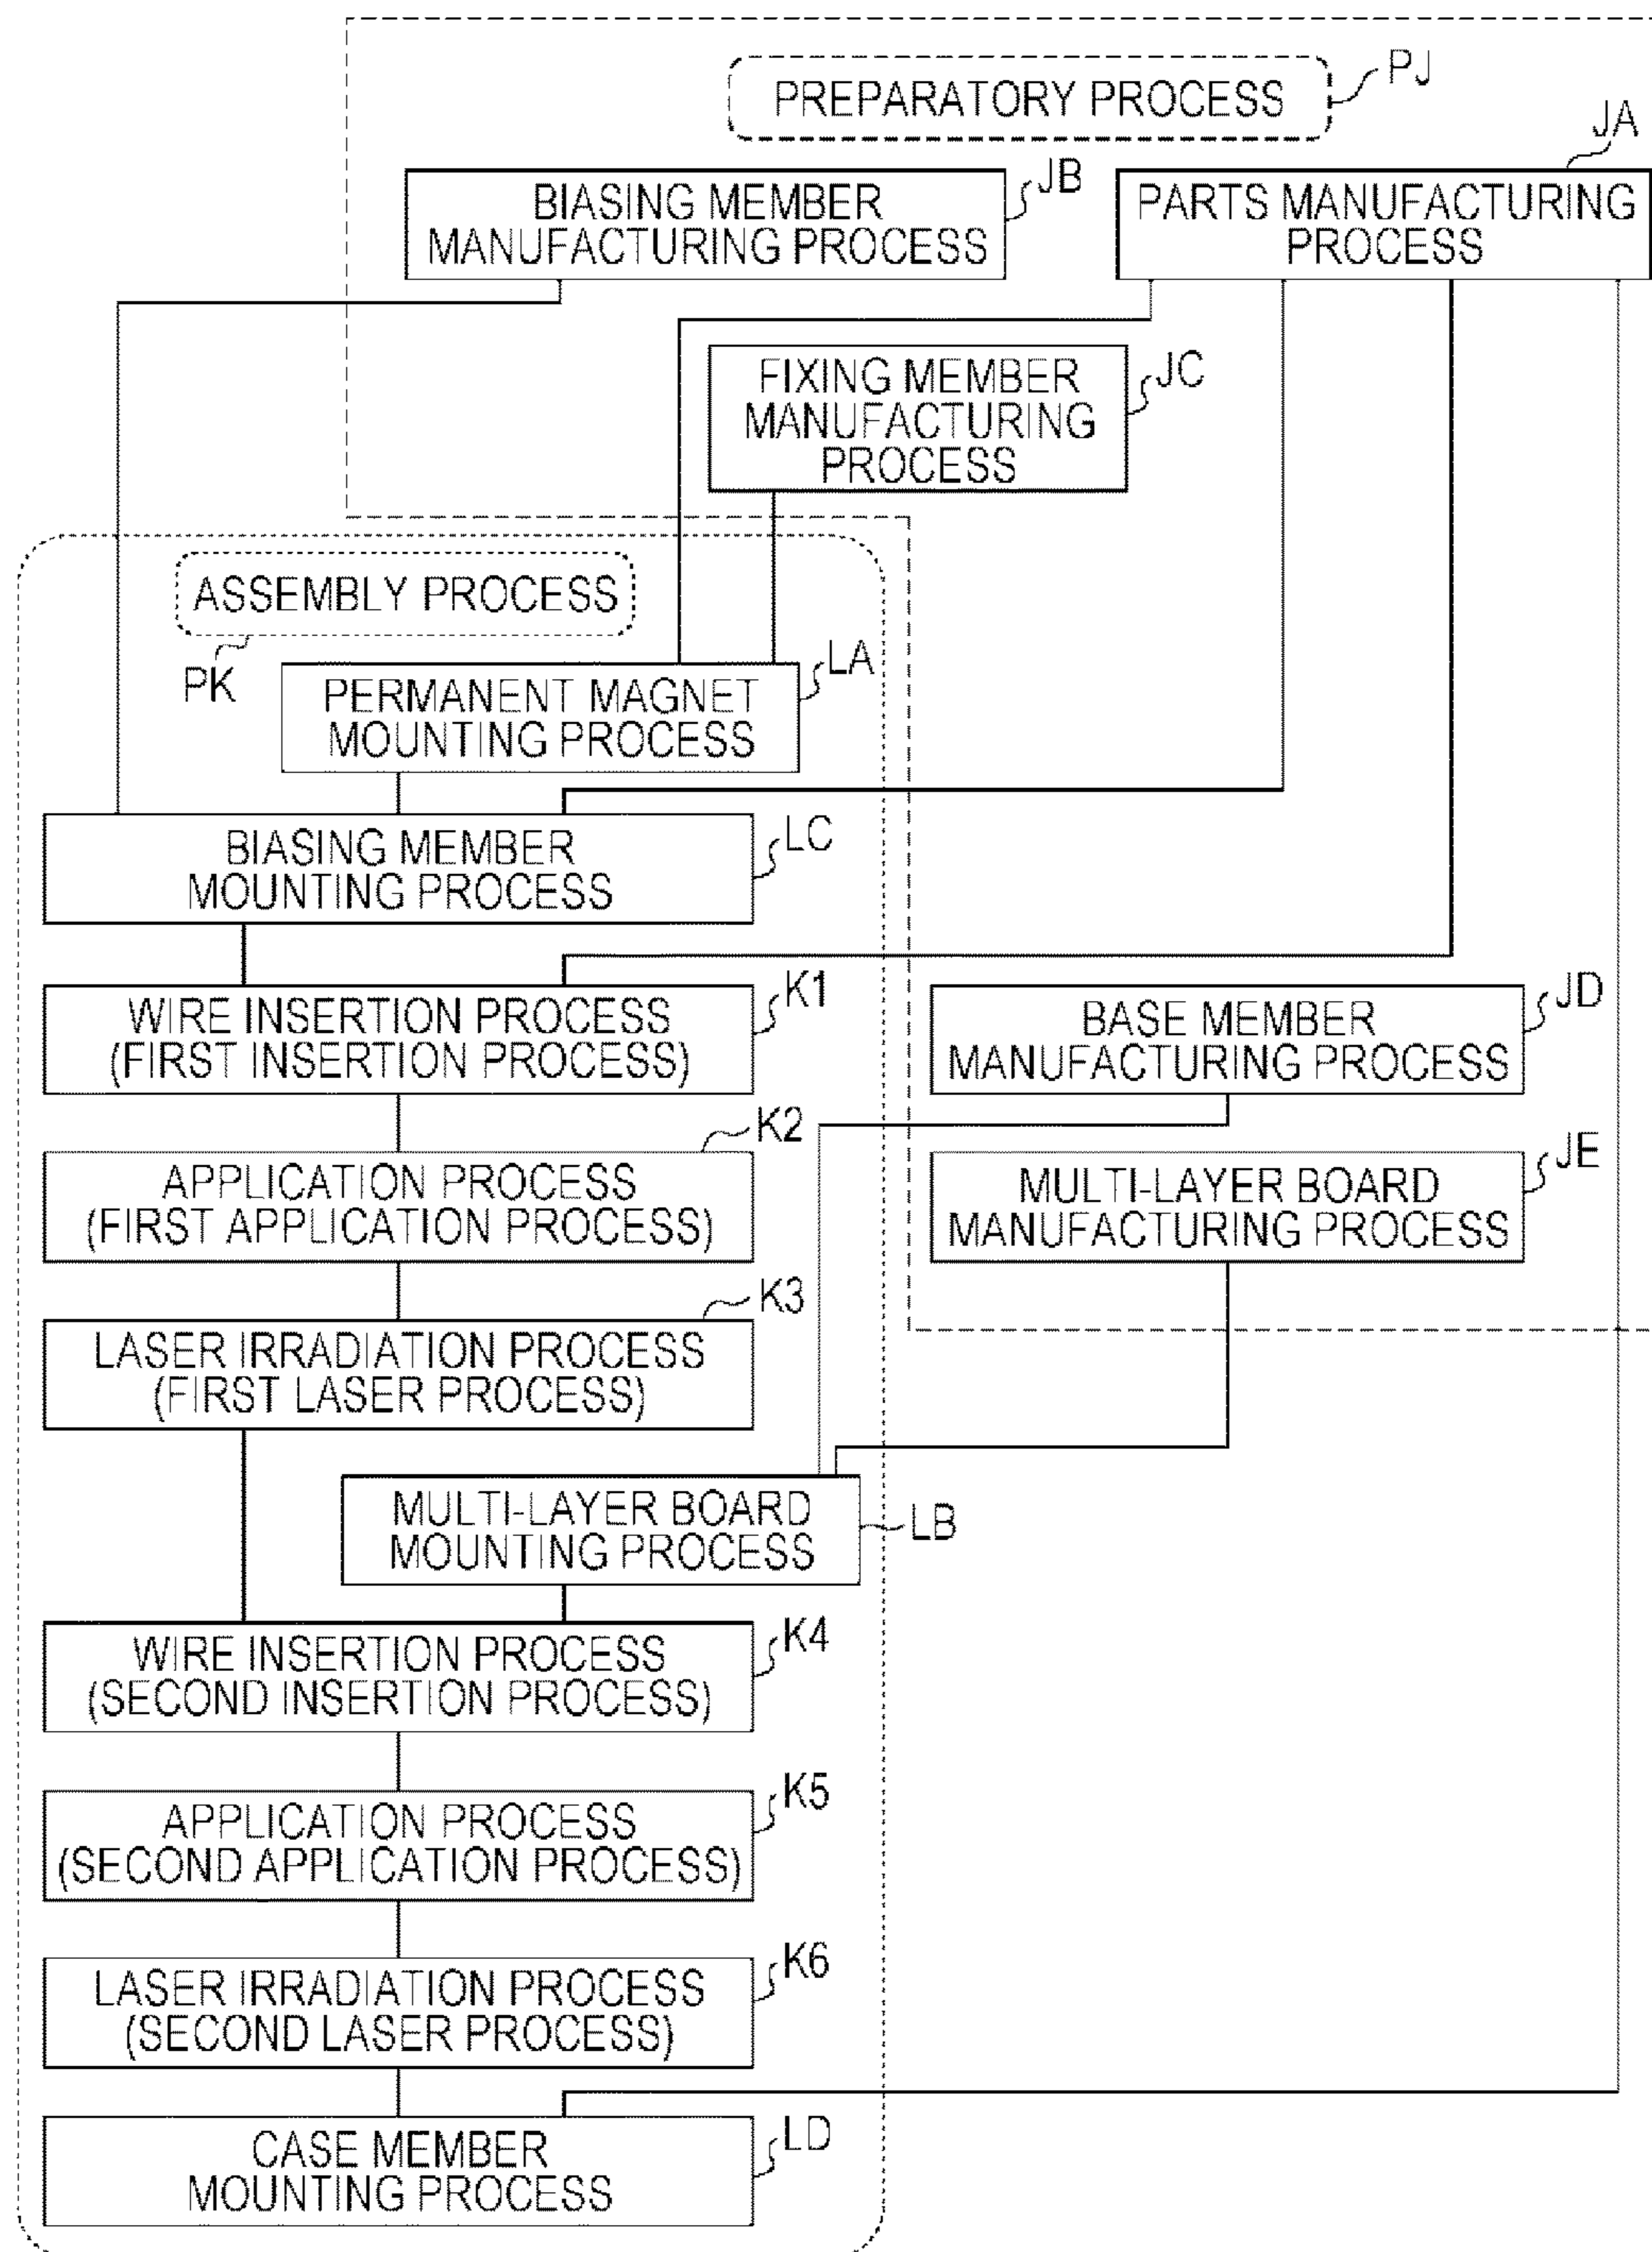 PREPARATORY PROCESS
PJ
JA
BIASING MEMBER
MANUFACTURING PROCESS
JB
PARTS MANUFACTURING
PROCESS
FIXING MEMBER
MANUFACTURING
PROCESS
JC
ASSEMBLY PROCESS
PK
PERMANENT MAGNET
MOUNTING PROCESS
LA
BIASING MEMBER
MOUNTING PROCESS
LC
WIRE INSERTION PROCESS
(FIRST INSERTION PROCESS)
K1
BASE MEMBER
MANUFACTURING PROCESS
JD
APPLICATION PROCESS
(FIRST APPLICATION PROCESS)
K2
MULTI-LAYER BOARD
MANUFACTURING PROCESS
JE
LASER IRRADIATION PROCESS
(FIRST LASER PROCESS)
K3
MULTI-LAYER BOARD
MOUNTING PROCESS
LB
WIRE INSERTION PROCESS
(SECOND INSERTION PROCESS)
K4
APPLICATION PROCESS
(SECOND APPLICATION PROCESS)
K5
LASER IRRADIATION PROCESS
(SECOND LASER PROCESS)
K6
CASE MEMBER
MOUNTING PROCESS
LD